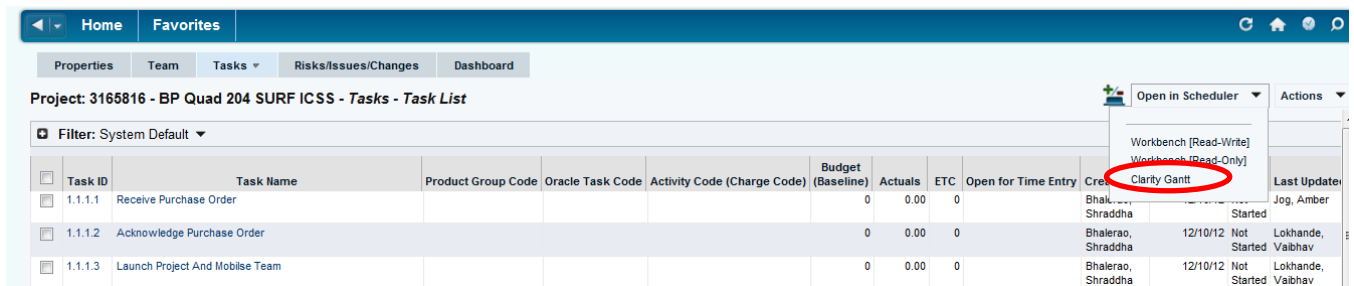 Home Favorites
Properties Team Tasks Risks/Issues/Changes Dashboard
Project: 3165816 - BP Quad 204 SURF ICSS - Tasks - Task List
Open in Scheduler Actions
Filter: System Default
Workbench [Read-Write]
Workbench [Read-Only]
Clarity Gantt
Task ID Task Name Product Group Code Oracle Task Code Activity Code (Charge Code) Budget (Baseline) Actuals ETC Open for Time Entry Last Updated
1.1.1.1 Receive Purchase Order 0 0.00 0 Bhalerao, Shraddha Started Jog, Amber
1.1.1.2 Acknowledge Purchase Order 0 0.00 0 Bhalerao, Shraddha 12/10/12 Not Started Lokhande, Vaibhav
1.1.1.3 Launch Project And Mobilse Team 0 0.00 0 Bhalerao, Shraddha 12/10/12 Not Started Lokhande, Vaibhav